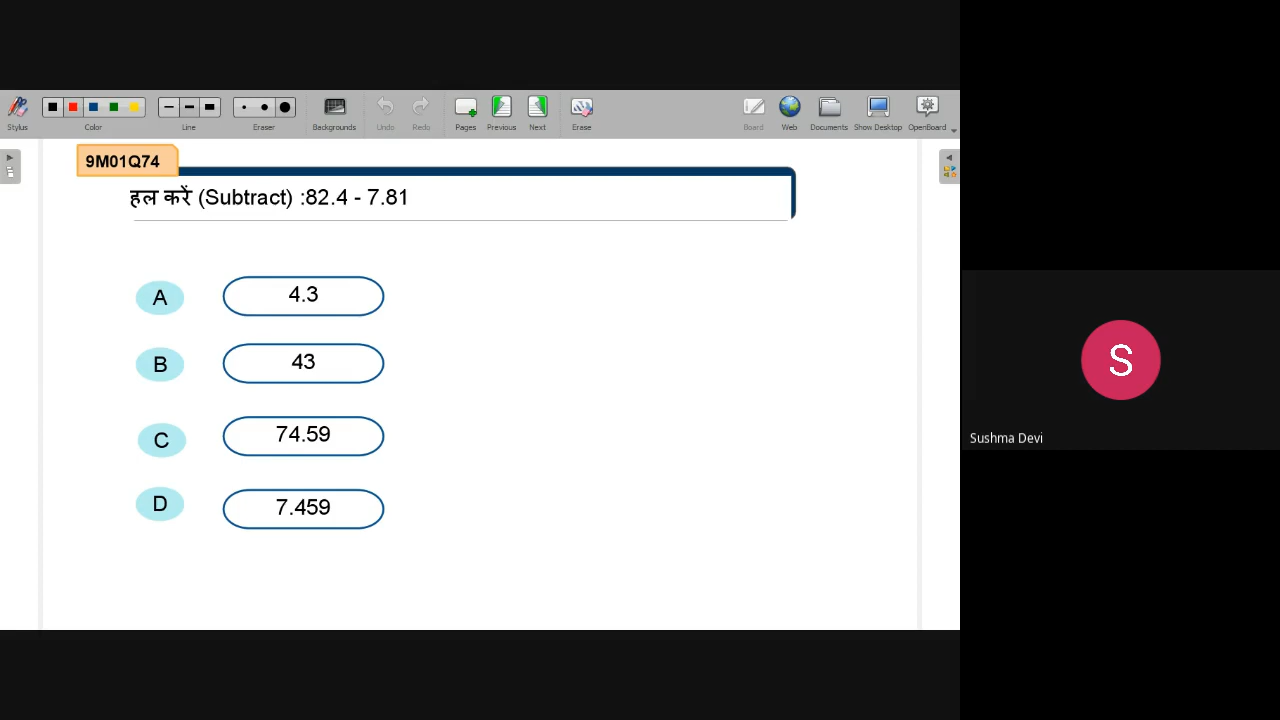 Stylus
Color
Line
Eraser
Backgrounds
Undo
Redo
Pages
Previous
Next
Erase
Board
Web
Documents
Show Desktop
OpenBoard
9M01Q74
हल करें (Subtract) :82.4 - 7.81
A
4.3
B
43
C
74.59
D
7.459
S
Sushma Devi